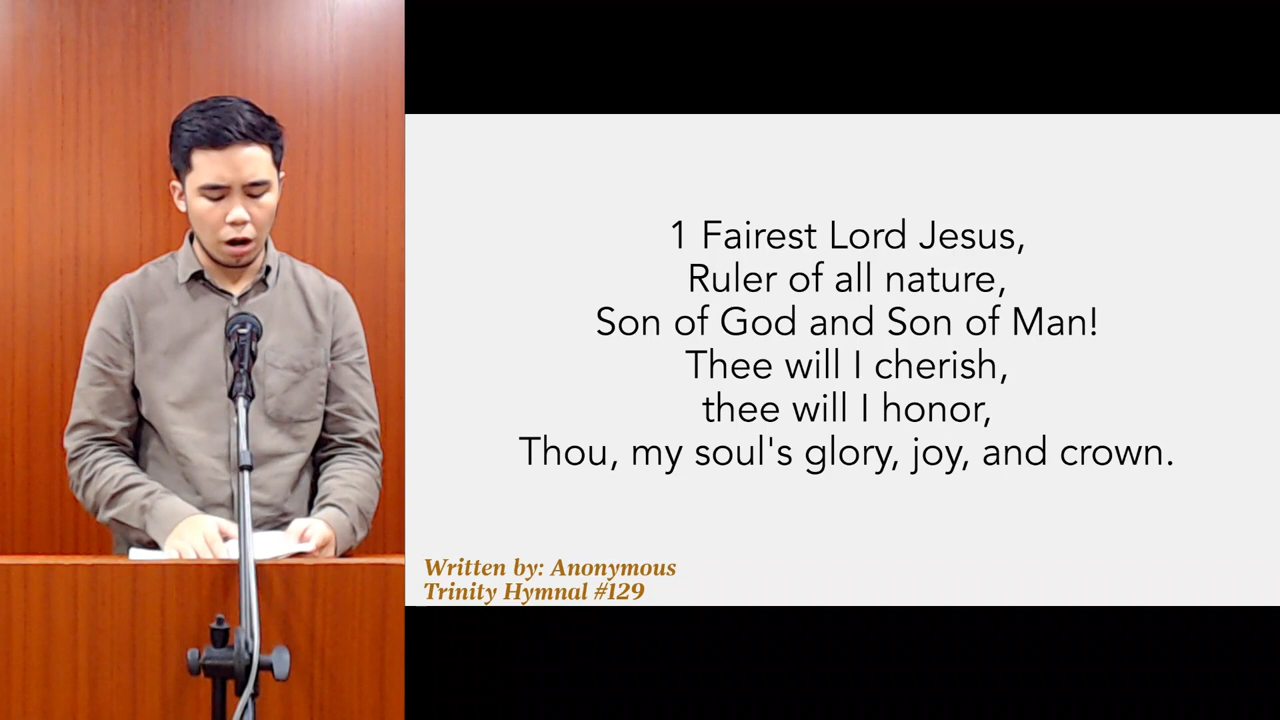 1 Fairest Lord Jesus,
Ruler of all nature,
Son of God and Son of Man!
Thee will I cherish,
thee will I honor,
Thou, my soul's glory, joy, and crown.
Written by: Anonymous
Trinity Hymnal #129